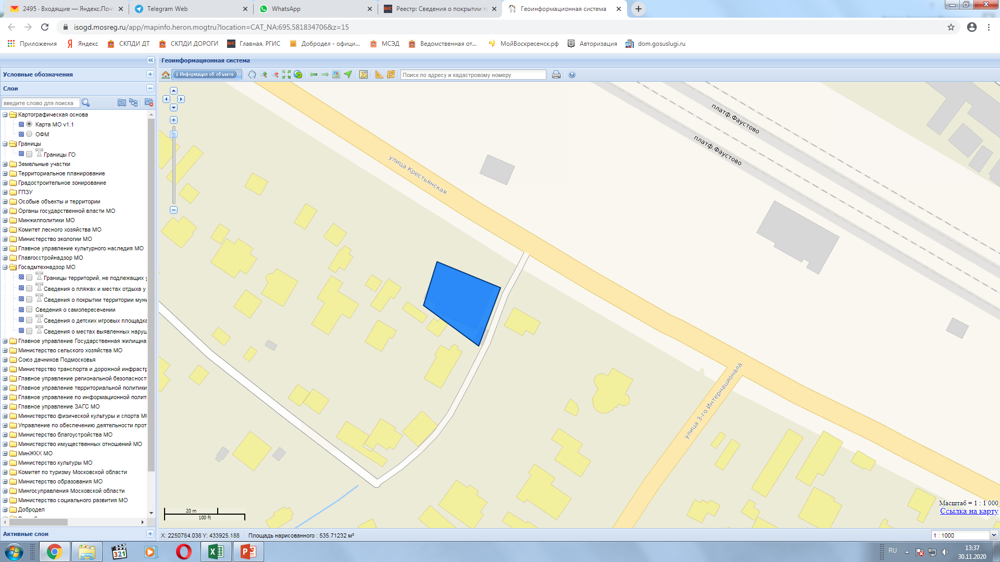 2495 · Входящие — Яндекс.Поч
Telegram Web
WhatsApp
Реестр: Сведения о покрытии т
Геоинформационная система
isogd.mosreg.ru/app/mapinfo.heron.mogtru?location=CAT_NA:695,581834706&z=15
Приложения
Яндекс
СКПДИ ДТ
СКПДИ ДОРОГИ
Главная. РГИС
Добродел - офици...
МСЭД
Ведомственная от...
МойВоскресенск.рф
Авторизация
dom.gosuslugi.ru
Геоинформационная система
Условные обозначения
Информация об объекте
Поиск по адресу и кадастровому номеру
Слои
введите слово для поиска
Картографическая основа
Карта МО v1.1
ОФМ
Границы
Границы ГО
Земельные участки
Территориальное планирование
Градостроительное зонирование
ГПЗУ
Особые объекты и территории
Органы государственной власти МО
Минжилполитики МО
Комитет лесного хозяйства МО
Министерство экологии МО
Главное управление культурного наследия МО
Главгосстройнадзор МО
Госадмтехнадзор МО
Границы территорий, не подлежащих у
Сведения о пляжах и местах отдыха у
Сведения о покрытии территории муни
Сведения о самопересечении
Сведения о детских игровых площадка
Сведения о местах выявленных наруш
Главное управление Государственная жилищна
Министерство сельского хозяйства МО
Союз дачников Подмосковья
Министерство транспорта и дорожной инфрастр
Главное управление региональной безопасност
Главное управление территориальной политики
Главное управление по информационной полит
Главное управление ЗАГС МО
Министерство физической культуры и спорта МО
Управление по обеспечению деятельности прот
Министерство благоустройства МО
Министерство имущественных отношений МО
МинЖКХ МО
Министерство культуры МО
Комитет по туризму Московской области
Министерство образования МО
Мингосуправления Московской области
Министерство социального развития МО
Добродел
Активные слои
платф.Фаустово
платф.Фаустово
улица Крестьянская
улица 3-го Интернационала
20 m
100 ft
Масштаб = 1 : 1 000
Ссылка на карту
X: 2250784.038 Y: 433925.188
Площадь нарисованного : 535.71232 м²
1 : 1000
321
RU
13:37
30.11.2020